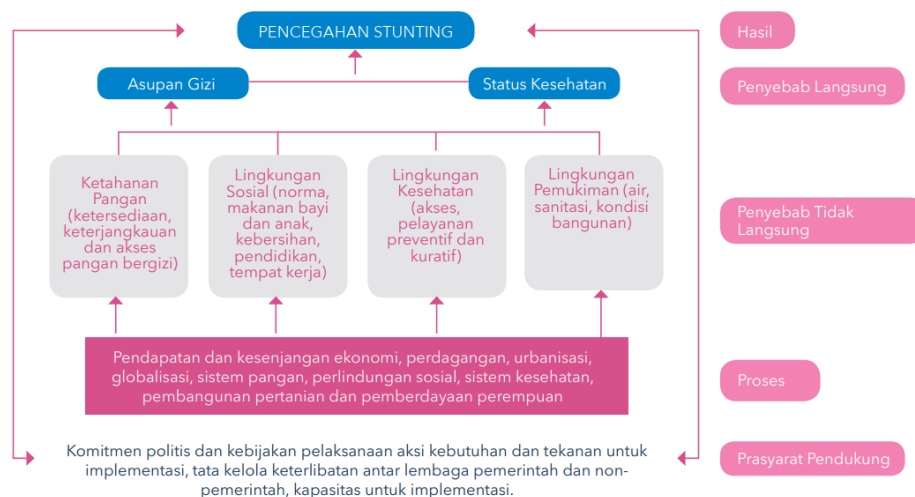 PENCEGAHAN STUNTING
Hasil
Asupan Gizi
Status Kesehatan
Penyebab Langsung
Ketahanan
Pangan
(ketersediaan,
keterjangkauan
dan akses
pangan bergizi)
Lingkungan
Sosial (norma,
makanan bayi
dan anak,
kebersihan,
pendidikan,
tempat kerja)
Lingkungan
Kesehatan
(akses,
pelayanan
preventif dan
kuratif)
Lingkungan
Pemukiman (air,
sanitasi, kondisi
bangunan)
Penyebab Tidak
Langsung
Pendapatan dan kesenjangan ekonomi, perdagangan, urbanisasi,
globalisasi, sistem pangan, perlindungan sosial, sistem kesehatan,
pembangunan pertanian dan pemberdayaan perempuan
Proses
Komitmen politis dan kebijakan pelaksanaan aksi kebutuhan dan tekanan untuk
implementasi, tata kelola keterlibatan antar lembaga pemerintah dan non-
pemerintah, kapasitas untuk implementasi.
Prasyarat Pendukung